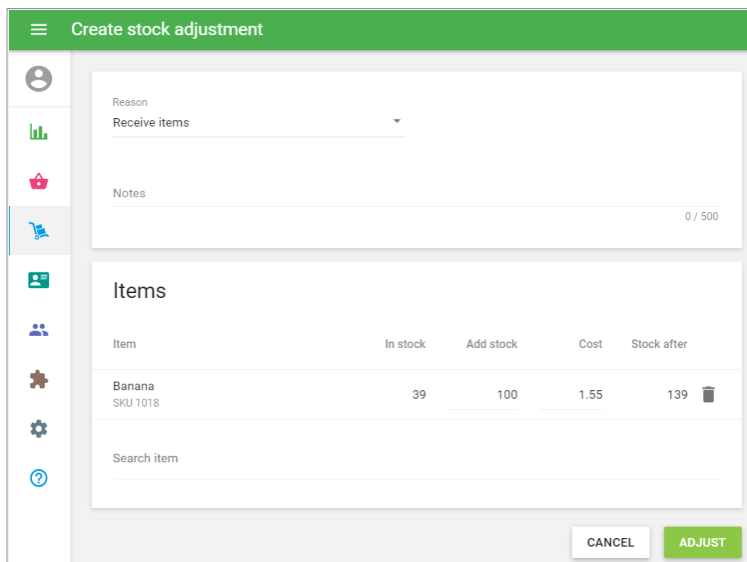 Create stock adjustment
Reason
Receive items
Notes
0 / 500
Items
Item In stock Add stock Cost Stock after
Banana 39 100 1.55 139
SKU 1018
Search item
CANCEL ADJUST